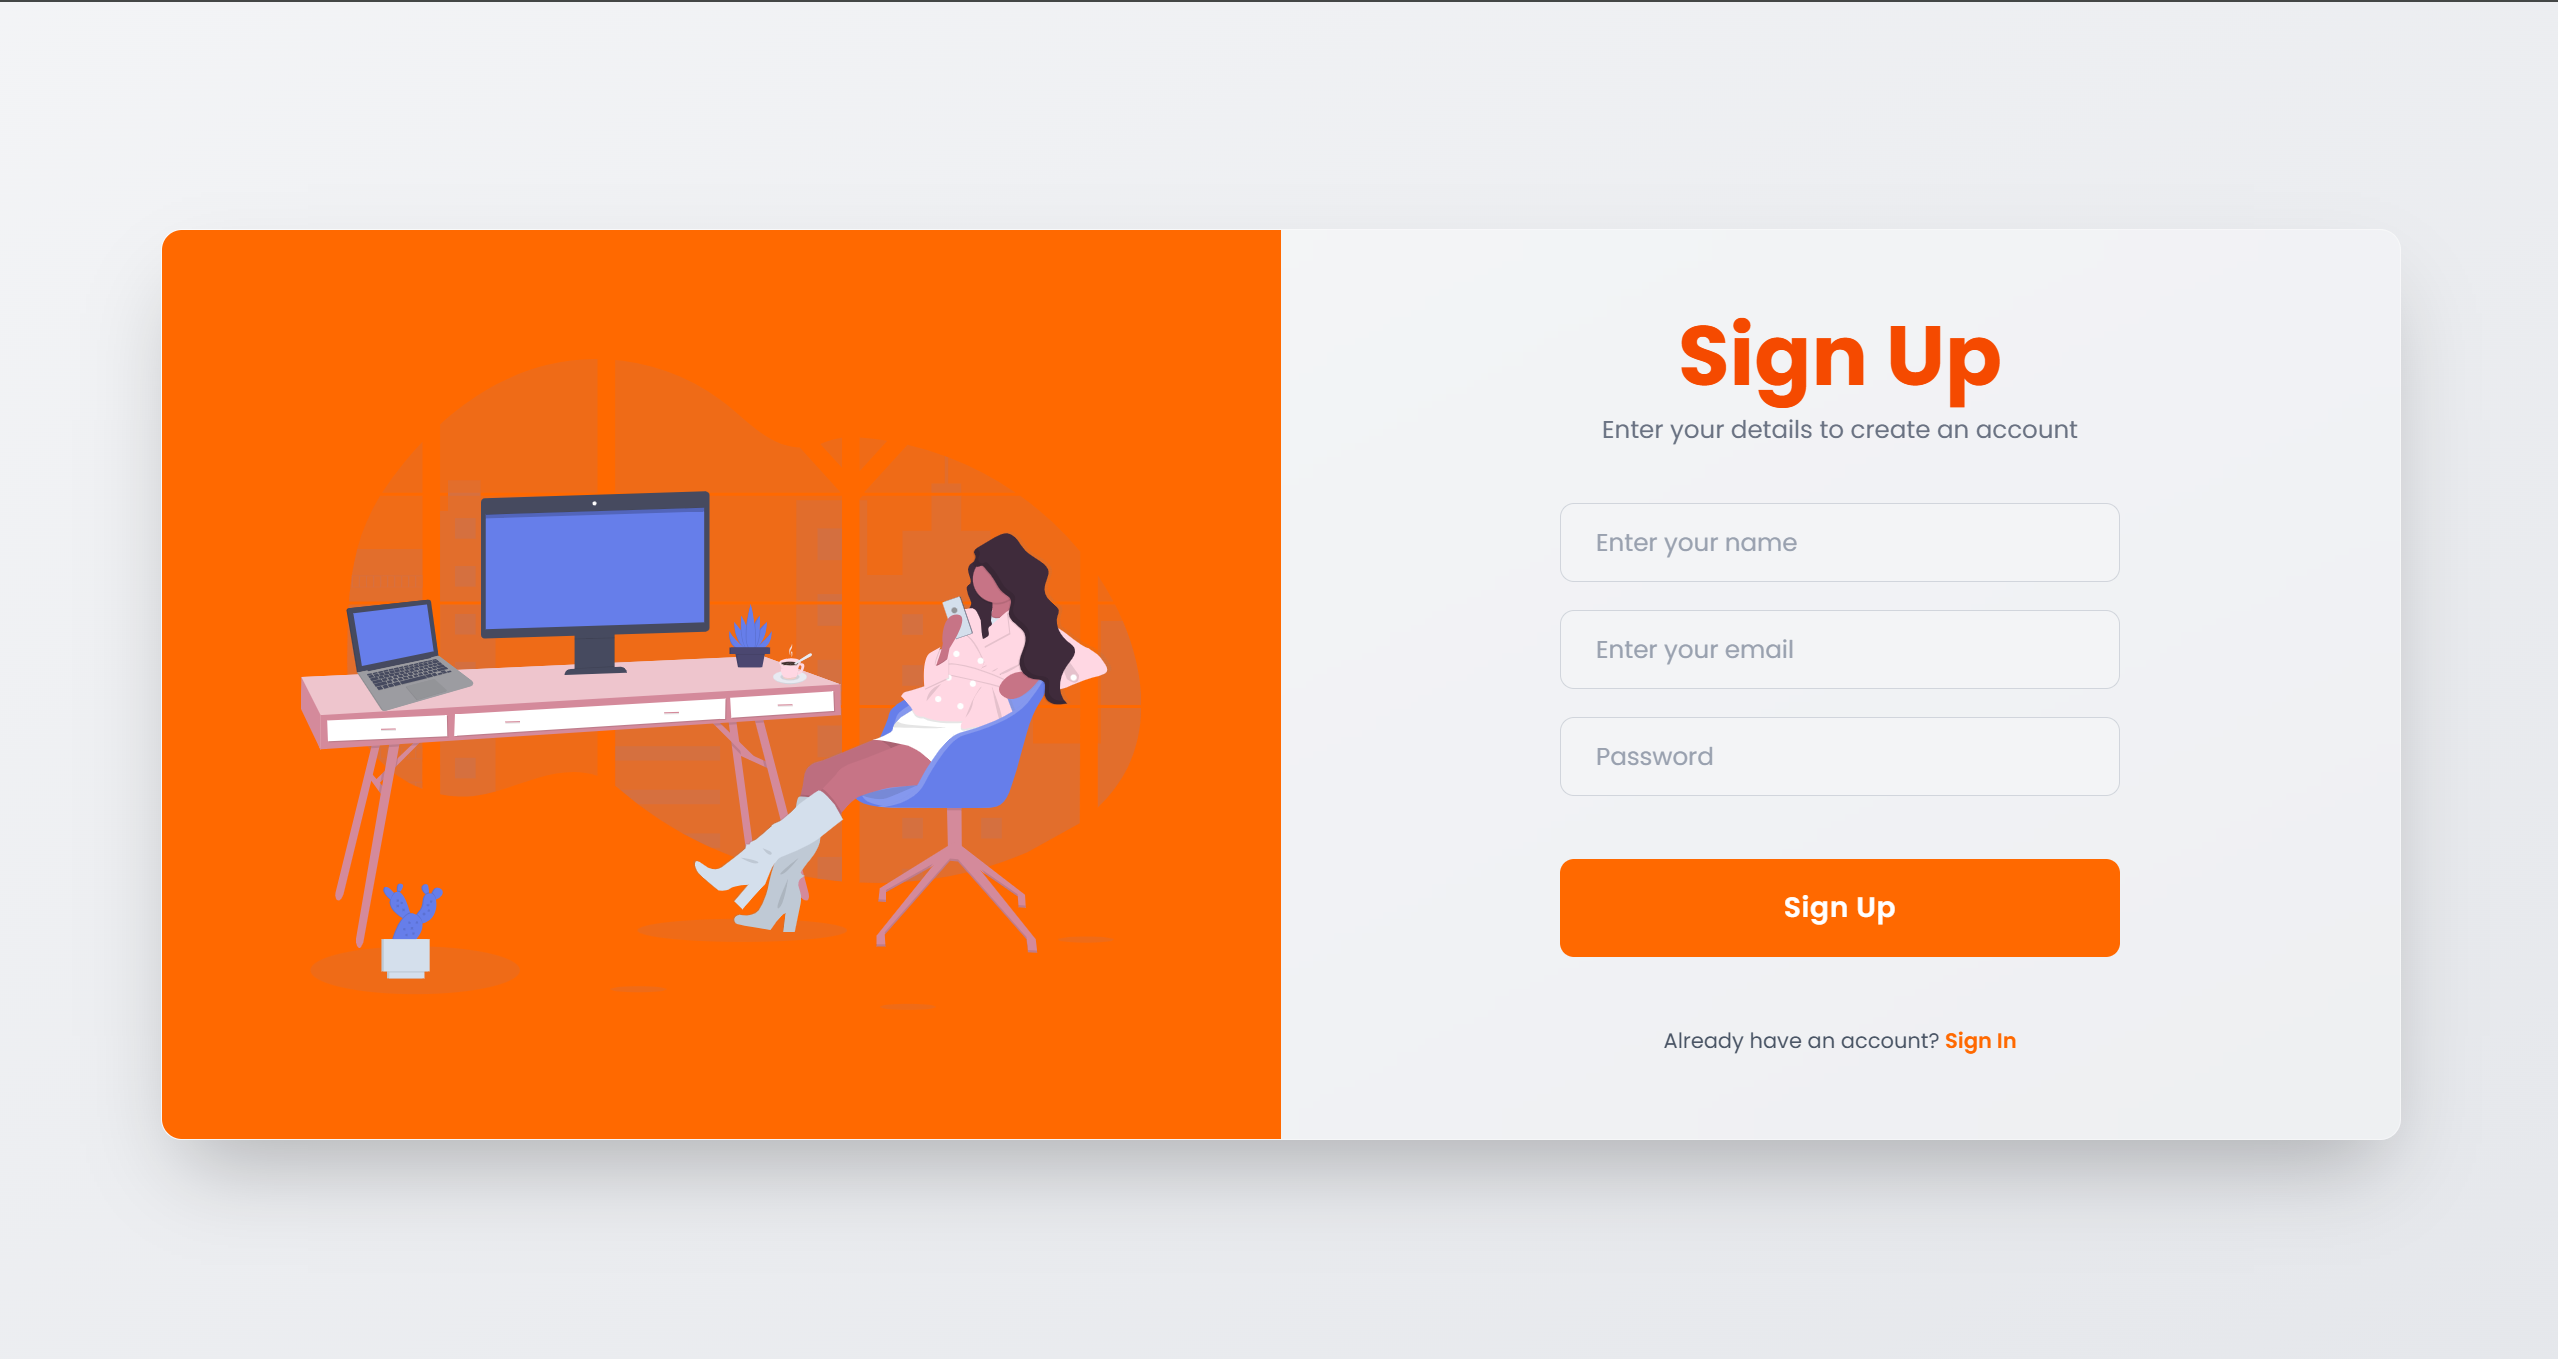 Sign Up
Enter your details to create an account
Enter your name
Enter your email
Password
Sign Up
Already have an account? Sign In